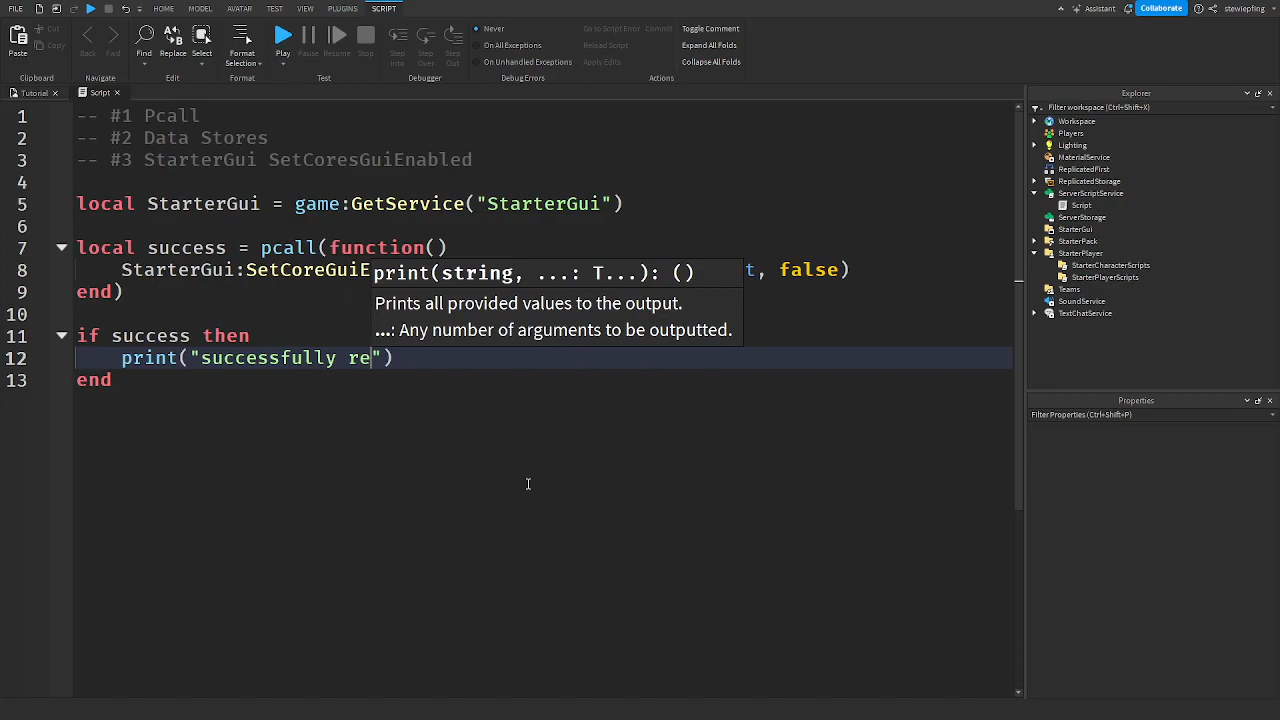 FILE HOME MODEL AVATAR TEST VIEW PLUGINS SCRIPT Assistant Collaborate stewiepfing
Paste Cut Copy Back Fwd Find Replace Select Format Selection Play Pause Resume Stop Step into Step Over Step Out Never On All Exceptions On Unhandled Exceptions Go to Script Error Commit Reload Script Apply Edits Toggle Comment Expand All Folds Collapse All Folds
Clipboard Navigate Edit Format Test Debugger Debug Errors Actions
Tutorial Script
1 -- #1 Pcall
2 -- #2 Data Stores
3 -- #3 StarterGui SetCoresGuiEnabled
4
5 local StarterGui = game:GetService("StarterGui")
6
7 local success = pcall(function()
8 StarterGui:SetCoreGuiE t, false)
9 end)
10
11 if success then
12 print("successfully re")
13 end
print(string, ...: T...): ()
Prints all provided values to the output.
...: Any number of arguments to be outputted.
Explorer
Filter workspace (Ctrl+Shift+X)
Workspace
Players
Lighting
MaterialService
ReplicatedFirst
ReplicatedStorage
ServerScriptService
Script
ServerStorage
StarterGui
StarterPack
StarterPlayer
StarterCharacterScripts
StarterPlayerScripts
Teams
SoundService
TextChatService
Properties
Filter Properties (Ctrl+Shift+P)